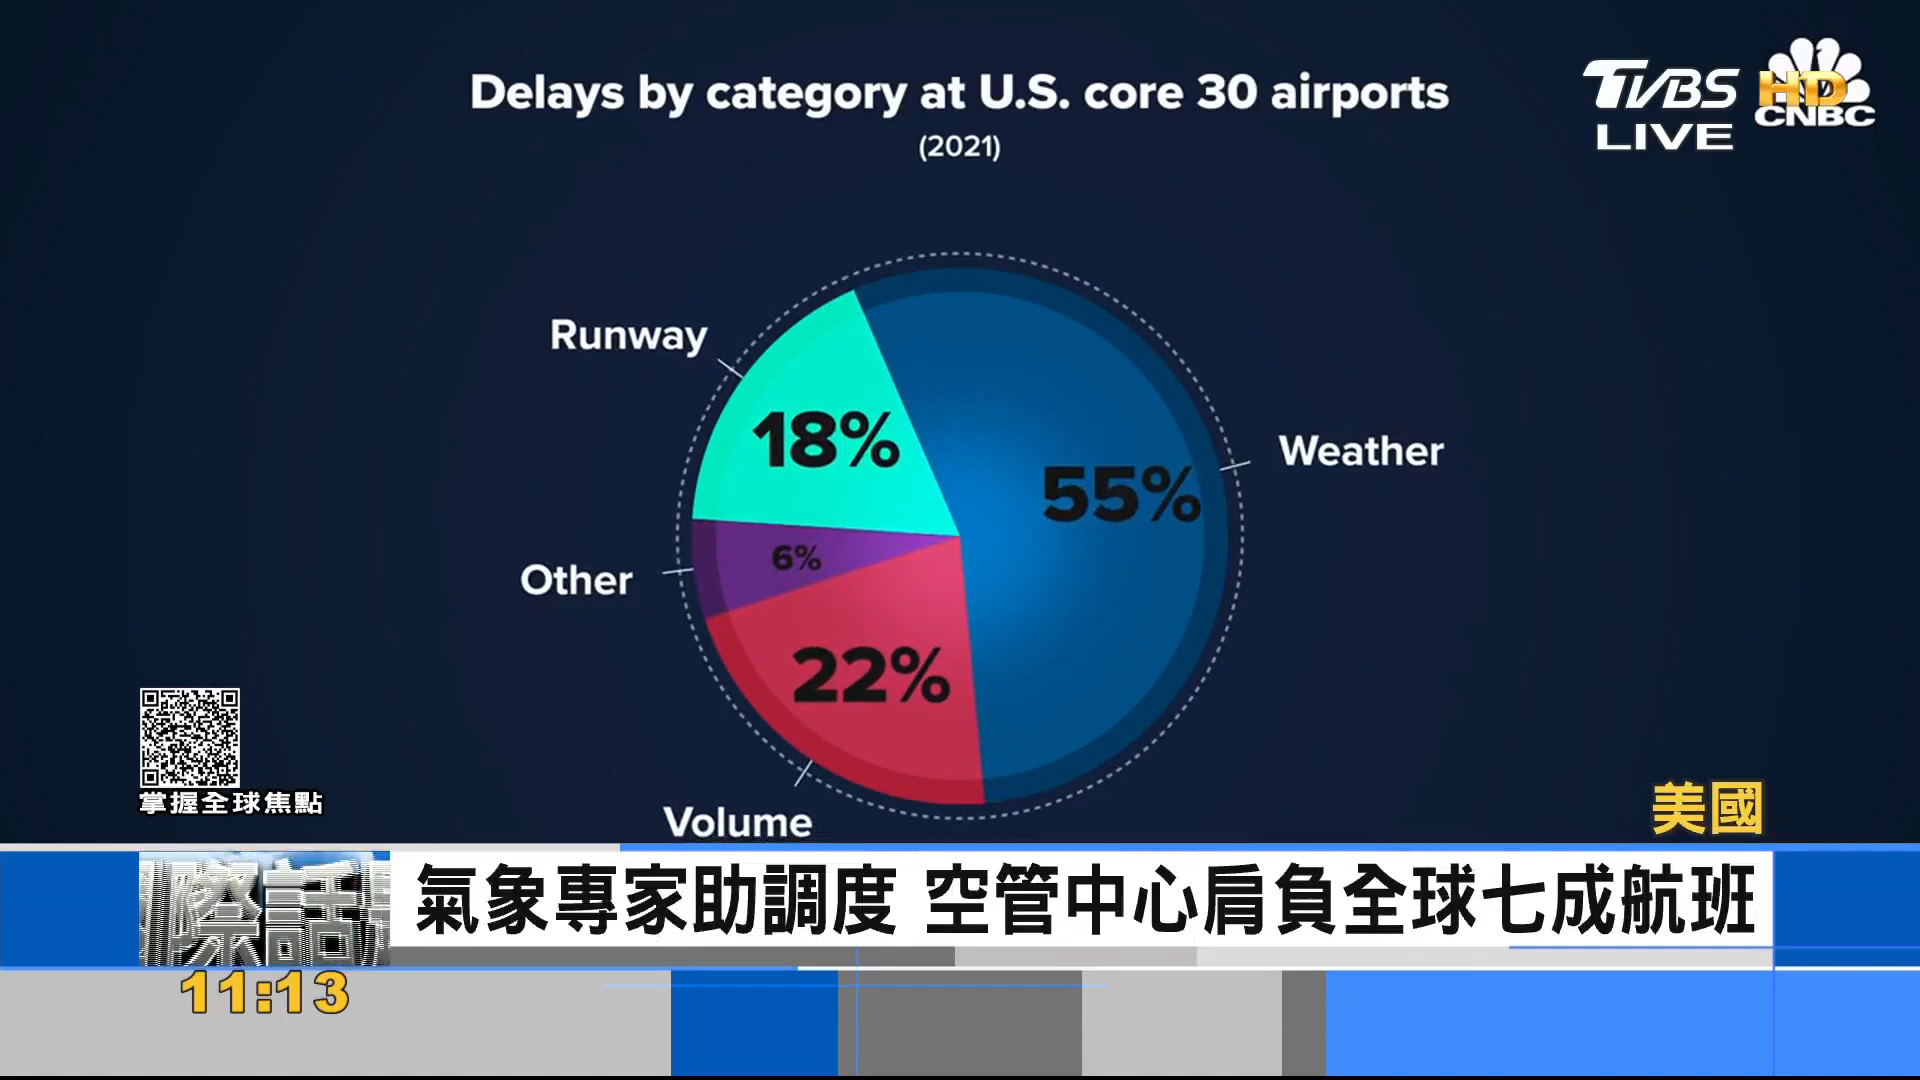 Delays by category at U.S. core 30 airports
(2021)
TVBS
LIVE
HD
CNBC
Runway
18%
Weather
55%
Other
6%
22%
Volume
掌握全球焦點
美國
際話
氣象專家助調度 空管中心肩負全球七成航班
11:13